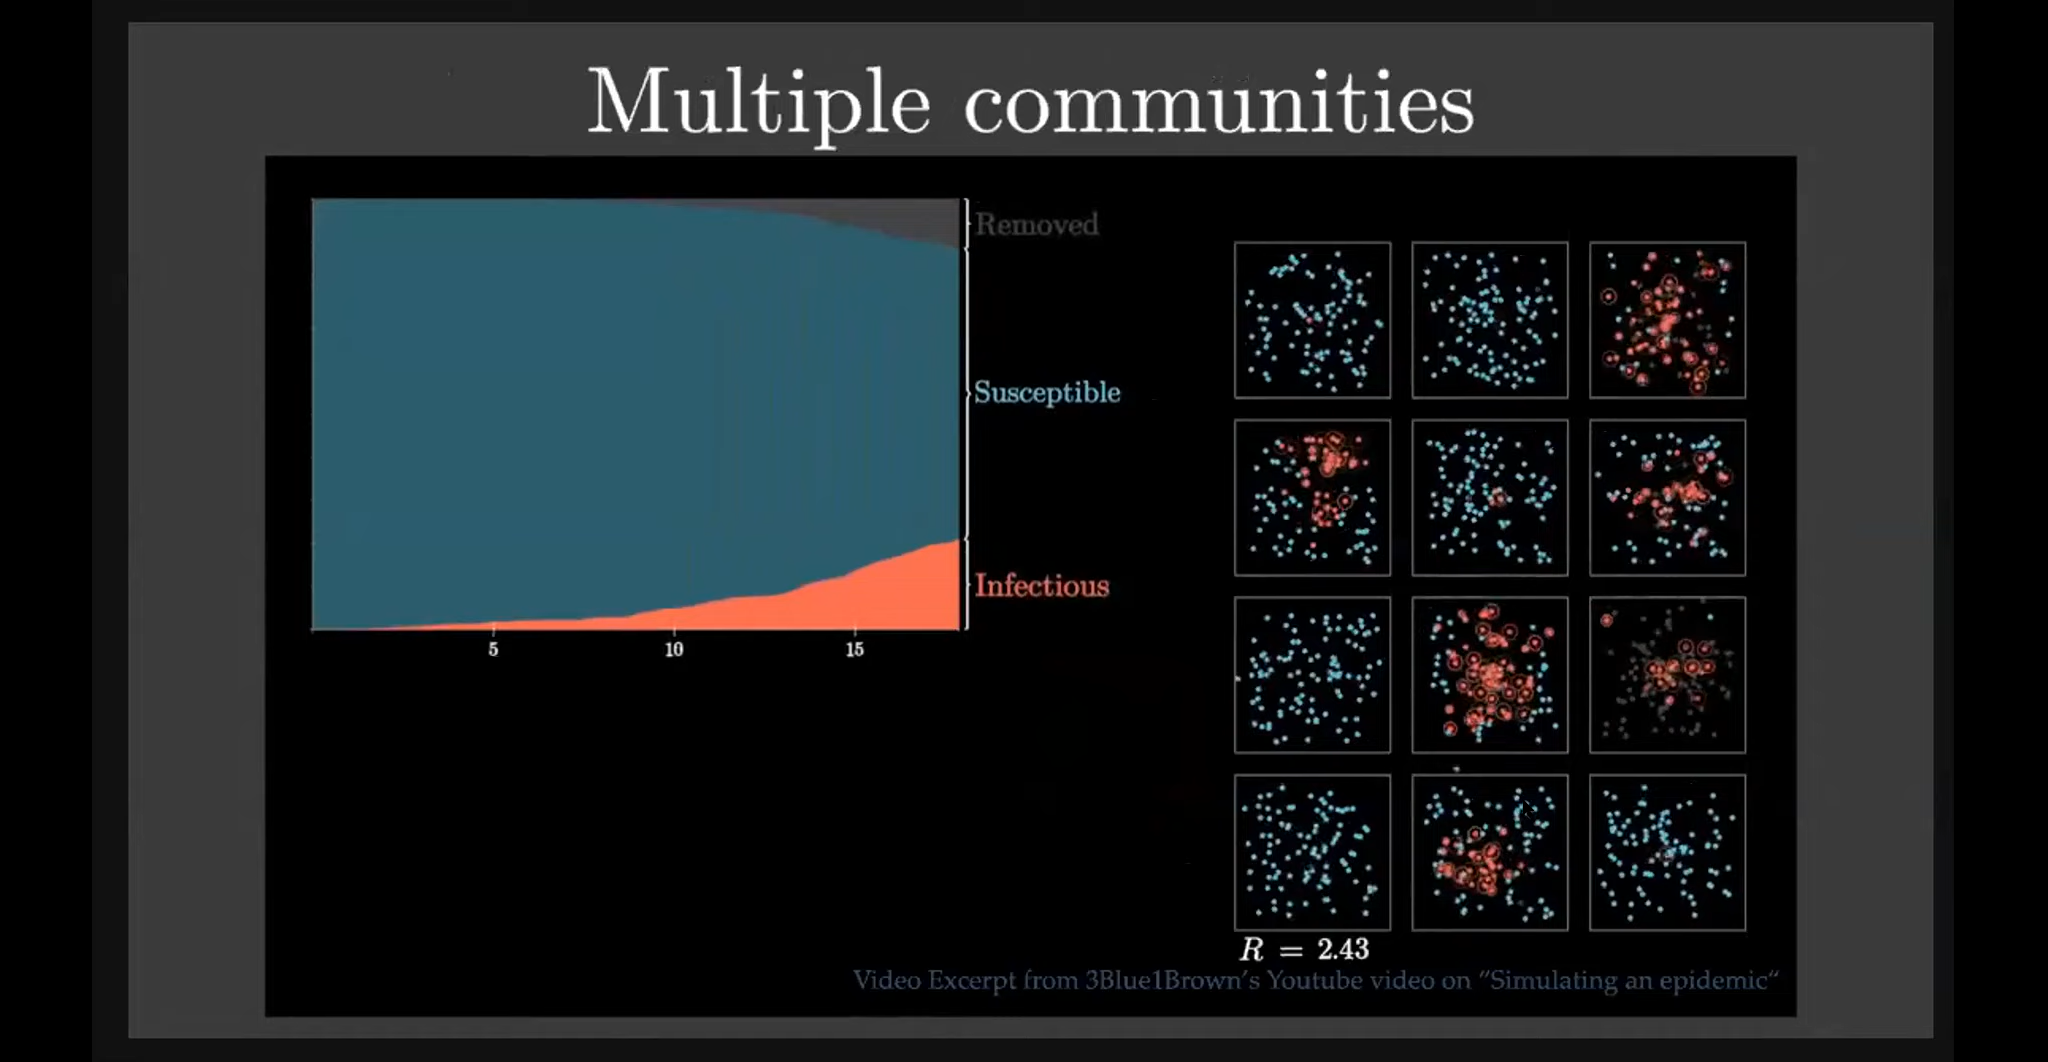 Multiple communities
Removed
Susceptible
Infectious
5 10 15
R = 2.43
Video Excerpt from 3Blue1Brown's Youtube video on “Simulating an epidemic“